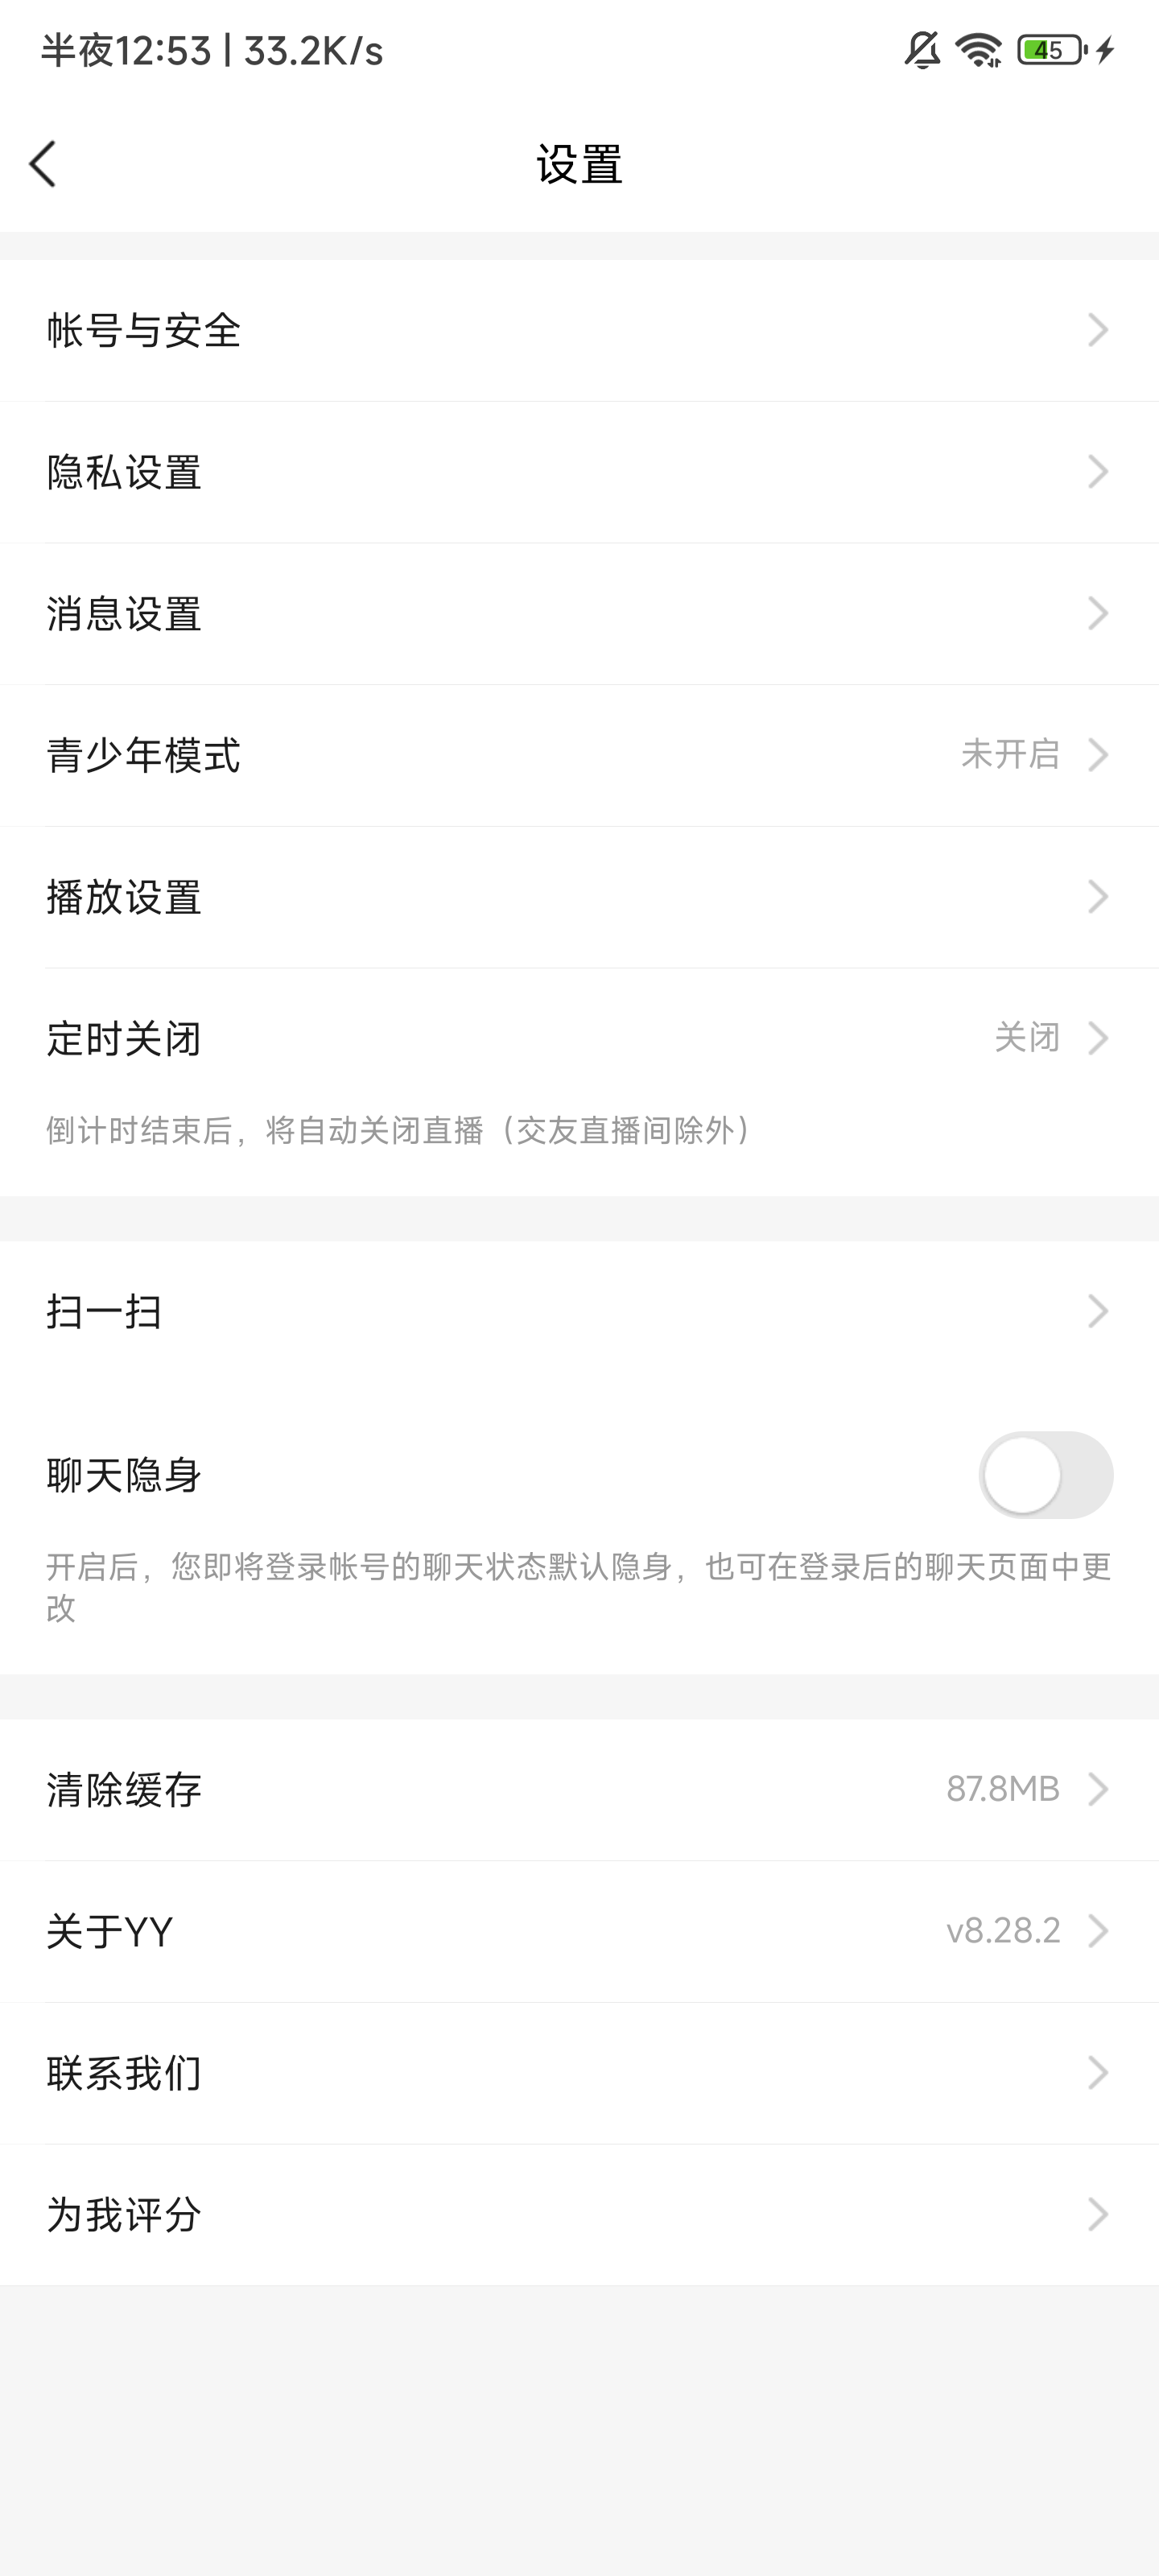 半夜12:53 | 33.2K/s
45
设置
帐号与安全
隐私设置
消息设置
青少年模式 未开启
播放设置
定时关闭 关闭
倒计时结束后，将自动关闭直播（交友直播间除外）
扫一扫
聊天隐身
开启后，您即将登录帐号的聊天状态默认隐身，也可在登录后的聊天页面中更
改
清除缓存 87.8MB
关于YY v8.28.2
联系我们
为我评分